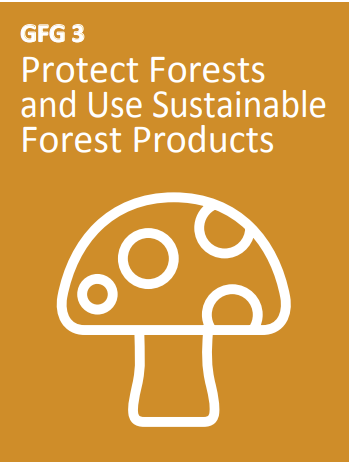 GFG 3
Protect Forests
and Use Sustainable
Forest Products